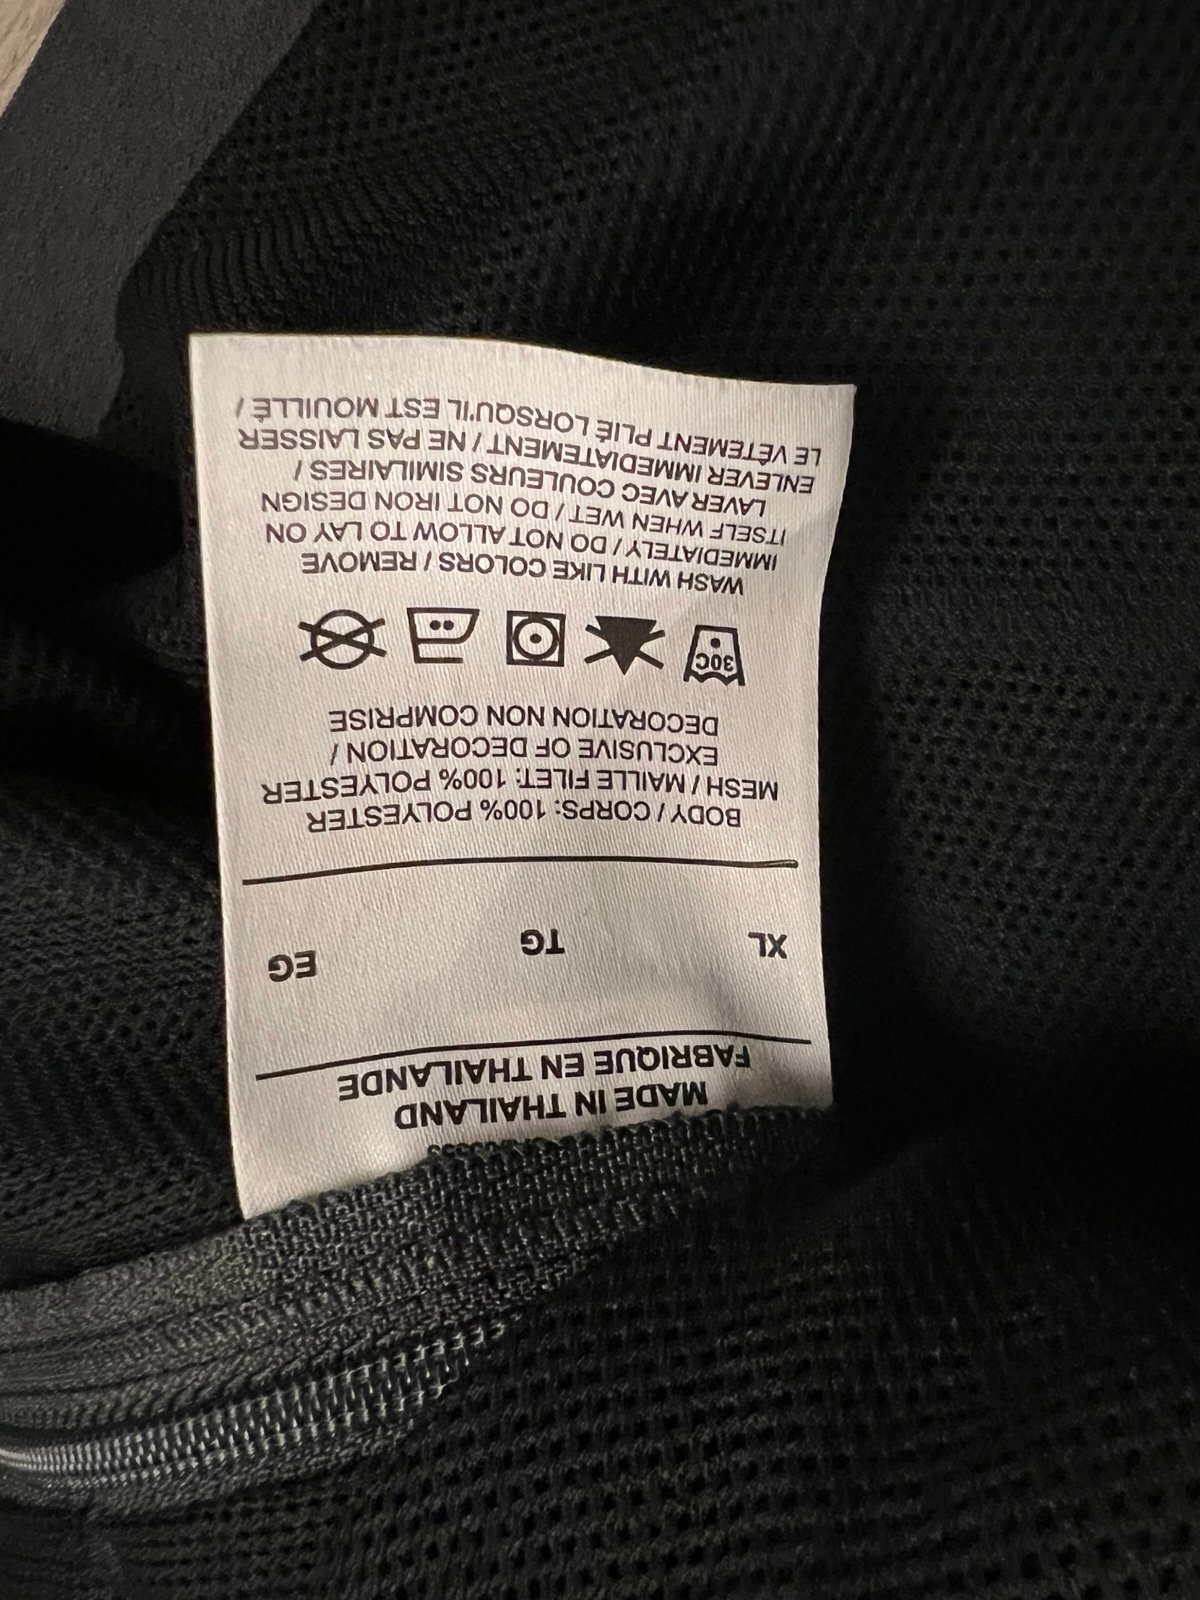 MADE IN THAILAND
FABRIQUE EN THAILANDE
XL TG EG
BODY / CORPS: 100% POLYESTER
MESH / MAILLE FILET: 100% POLYESTER
EXCLUSIVE OF DECORATION /
DECORATION NON COMPRISE
30C
WASH WITH LIKE COLORS / REMOVE
IMMEDIATELY / DO NOT ALLOW TO LAY ON
ITSELF WHEN WET / DO NOT IRON DESIGN
LAVER AVEC COULEURS SIMILAIRES /
ENLEVER IMMEDIATEMENT / NE PAS LAISSER
LE VÊTEMENT PLIÉ LORSQU'IL EST MOUILLÉ /